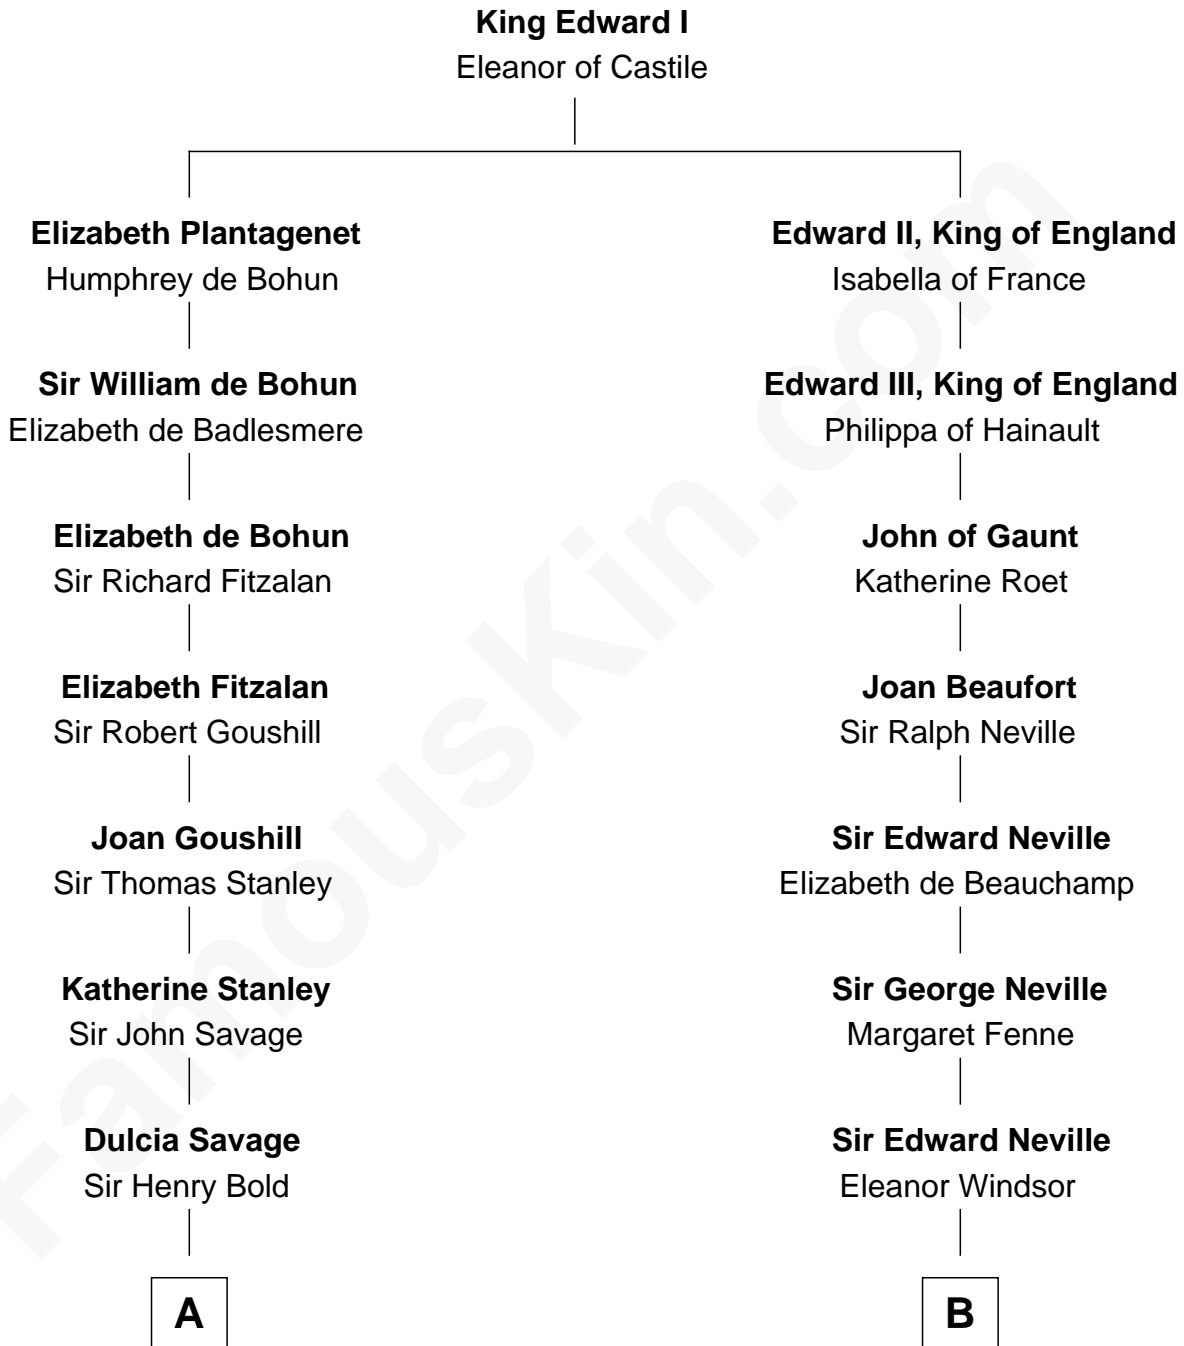 King Edward I
Eleanor of Castile
Elizabeth Plantagenet
Humphrey de Bohun
Edward II, King of England
Isabella of France
Sir William de Bohun
Elizabeth de Badlesmere
Edward III, King of England
Philippa of Hainault
Elizabeth de Bohun
Sir Richard Fitzalan
John of Gaunt
Katherine Roet
Elizabeth Fitzalan
Sir Robert Goushill
Joan Beaufort
Sir Ralph Neville
Joan Goushill
Sir Thomas Stanley
Sir Edward Neville
Elizabeth de Beauchamp
Katherine Stanley
Sir John Savage
Sir George Neville
Margaret Fenne
Dulcia Savage
Sir Henry Bold
Sir Edward Neville
Eleanor Windsor
A
B
FamousKin.com